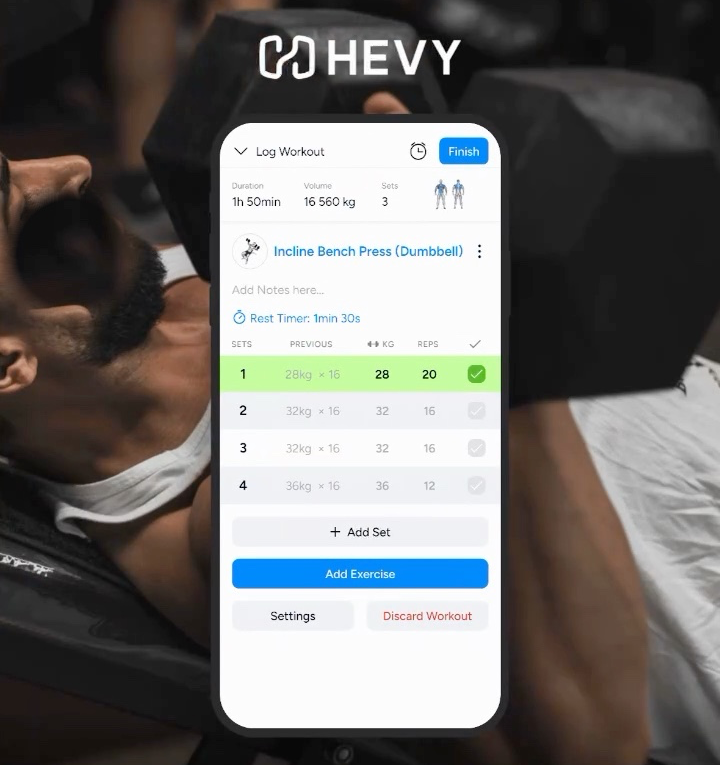 HEVY
Log Workout Finish
Duration Volume Sets
1h 50min 16 560 kg 3
Incline Bench Press (Dumbbell)
Add Notes here...
Rest Timer: 1min 30s
SETS PREVIOUS KG REPS
1 28kg × 16 28 20
2 32kg × 16 32 16
3 32kg × 16 32 16
4 36kg × 16 36 12
+ Add Set
Add Exercise
Settings Discard Workout